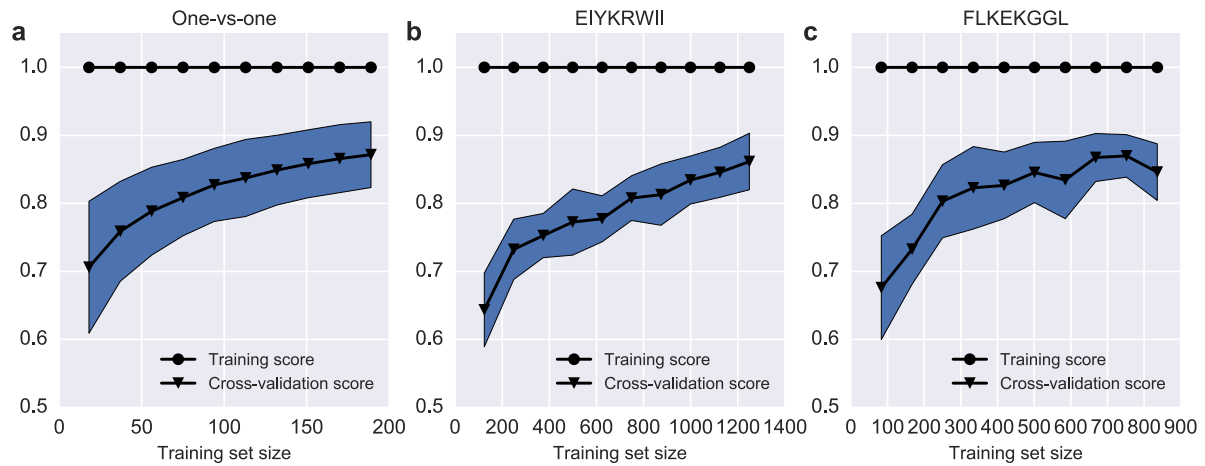 a
One-vs-one
1.0
0.9
0.8
0.7
0.6
0.5
0
50
100
150
200
Training set size
Training score
Cross-validation score
b
EIYKRWII
1.0
0.9
0.8
0.7
0.6
0.5
0
200
400
600
800
1000
1200
1400
Training set size
Training score
Cross-validation score
c
FLKEKGGL
1.0
0.9
0.8
0.7
0.6
0.5
0
100
200
300
400
500
600
700
800
900
Training set size
Training score
Cross-validation score